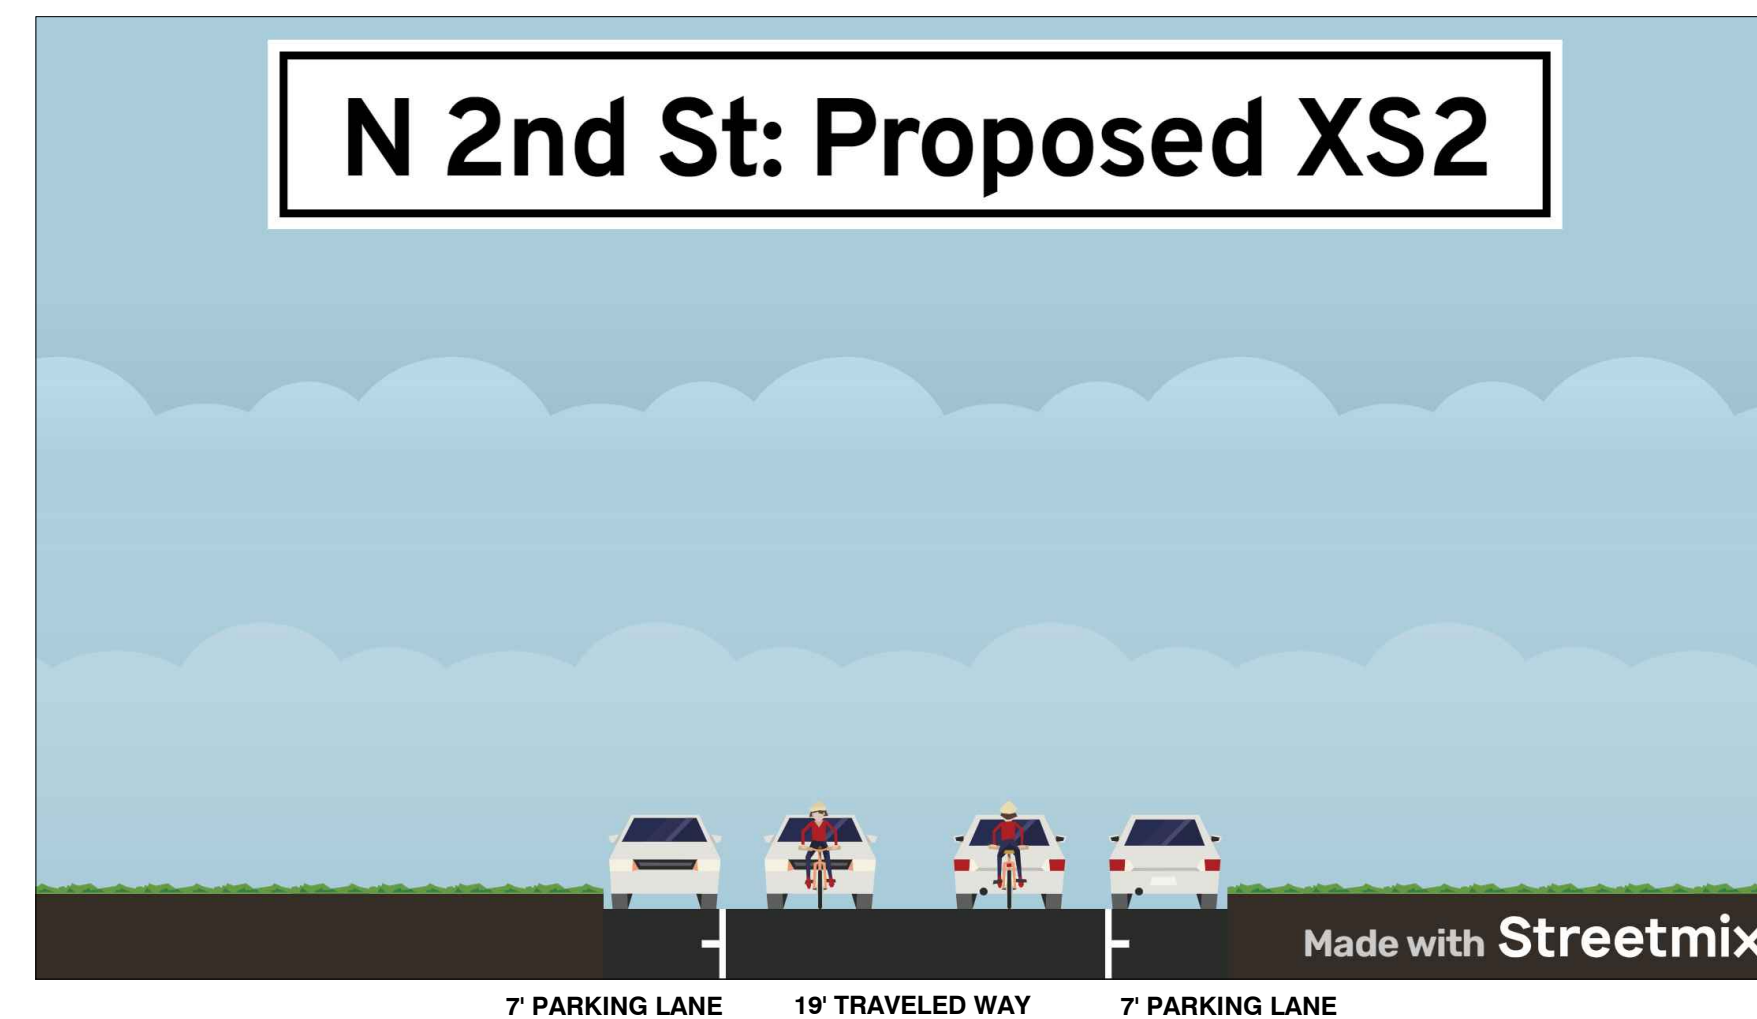 N 2nd St: Proposed XS2
Made with Streetmix
7' PARKING LANE 19' TRAVELED WAY 7' PARKING LANE